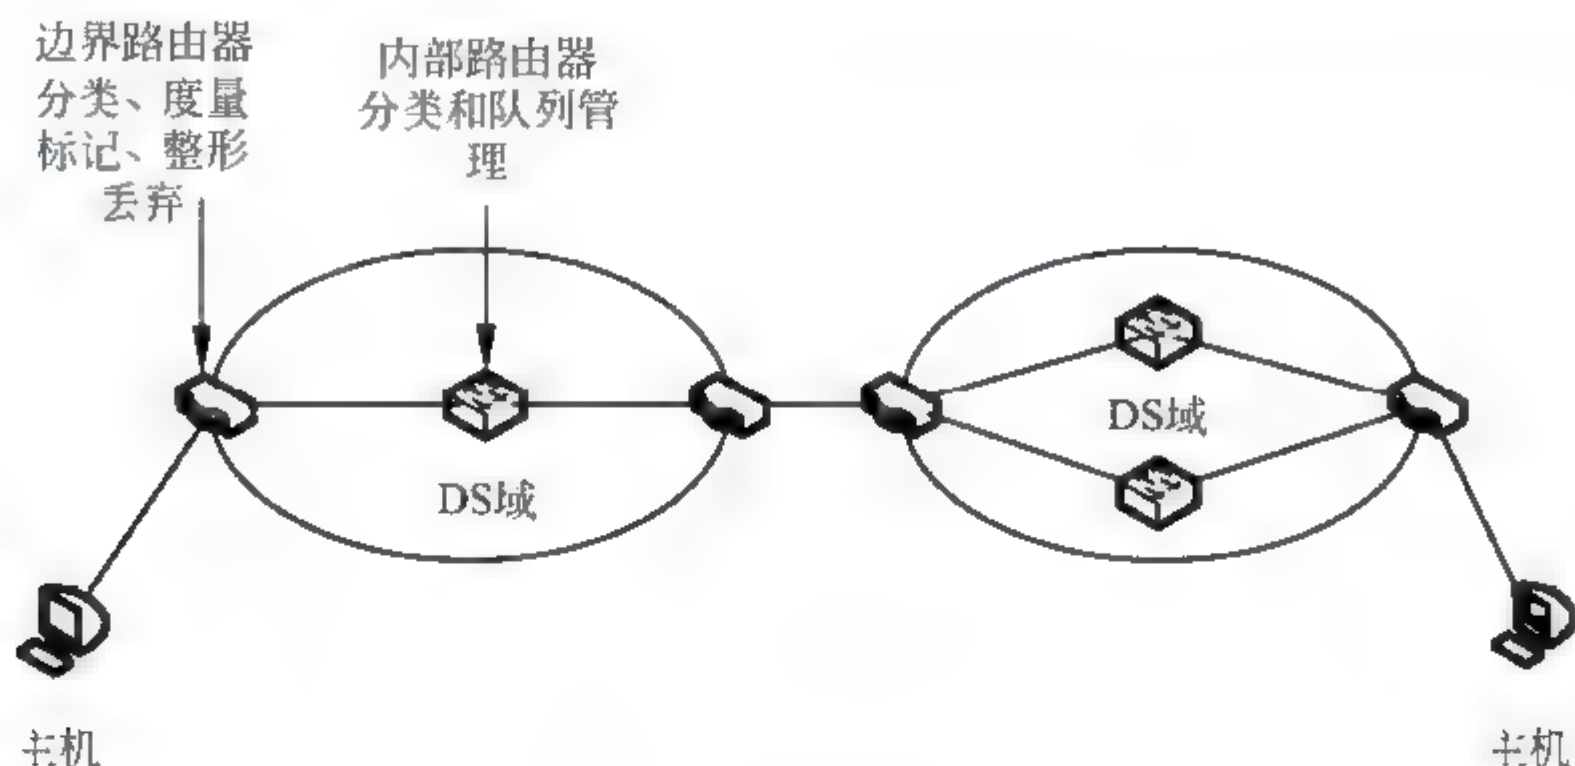 边界路由器
分类、度量
标记、整形
丢弃
内部路由器
分类和队列管
理
DS域
DS域
主机
主机